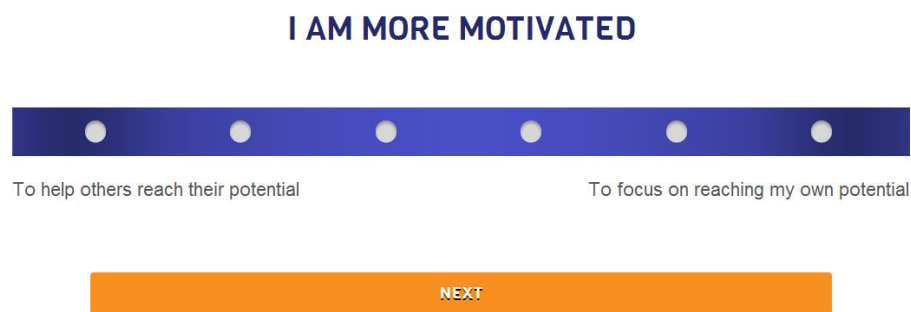 I AM MORE MOTIVATED
To help others reach their potential
To focus on reaching my own potential
NEXT